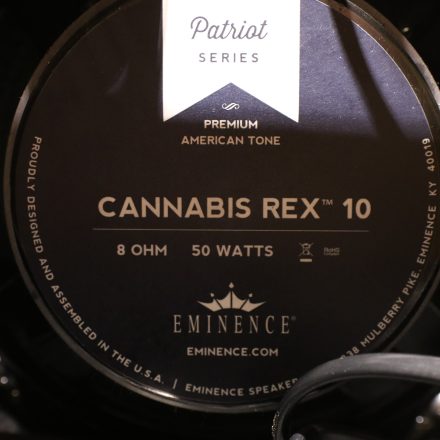 Patriot
SERIES
PREMIUM
AMERICAN TONE
CANNABIS REX™ 10
8 OHM 50 WATTS RoHS
EMINENCE®
EMINENCE.COM
PROUDLY DESIGNED AND ASSEMBLED IN THE U.S.A. | EMINENCE SPEAKER
838 MULBERRY PIKE, EMINENCE KY 40019